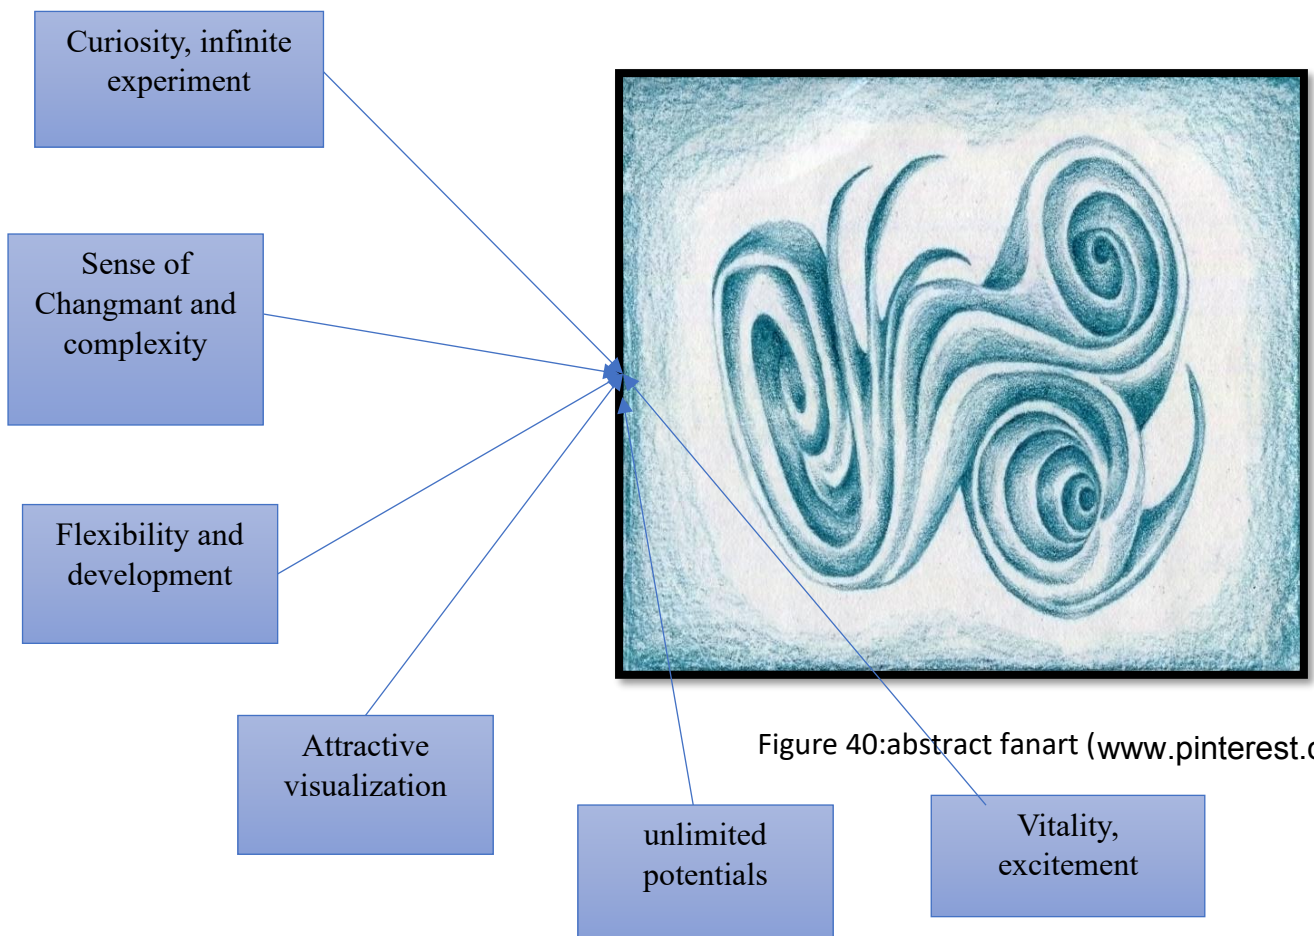 Curiosity, infinite
experiment
Sense of
Changmant and
complexity
Flexibility and
development
Attractive
visualization
Figure 40:abstract fanart (www.pinterest.c
unlimited
potentials
Vitality,
excitement